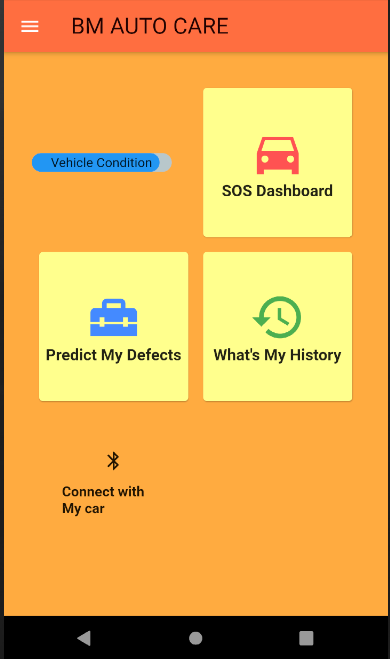 BM AUTO CARE
Vehicle Condition
SOS Dashboard
Predict My Defects
What's My History
Connect with
My car